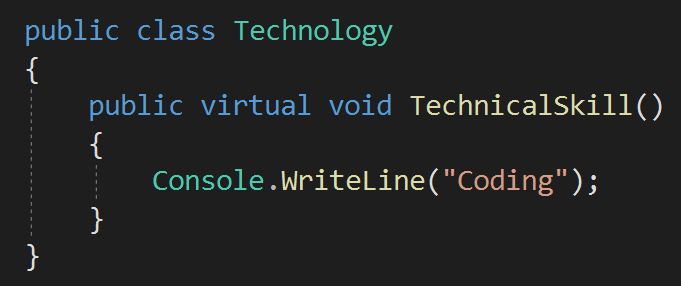 public class Technology
{
public virtual void TechnicalSkill()
{
Console.WriteLine("Coding");
}
}